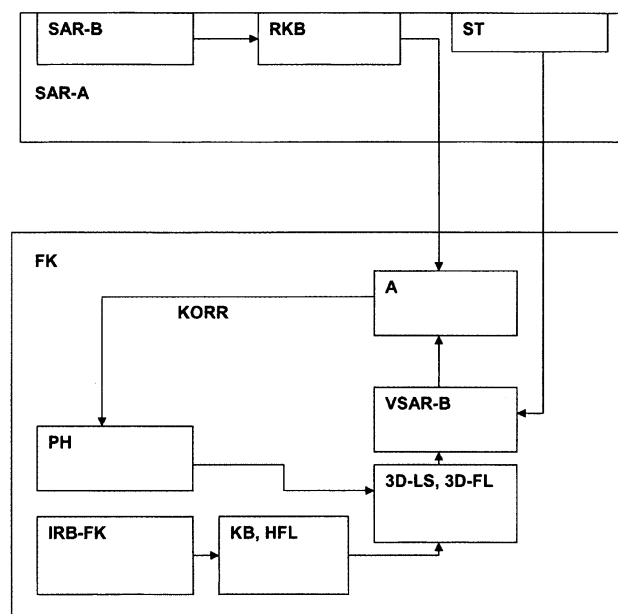 SAR-B
RKB
ST
SAR-A
FK
A
KORR
VSAR-B
PH
3D-LS, 3D-FL
IRB-FK
KB, HFL